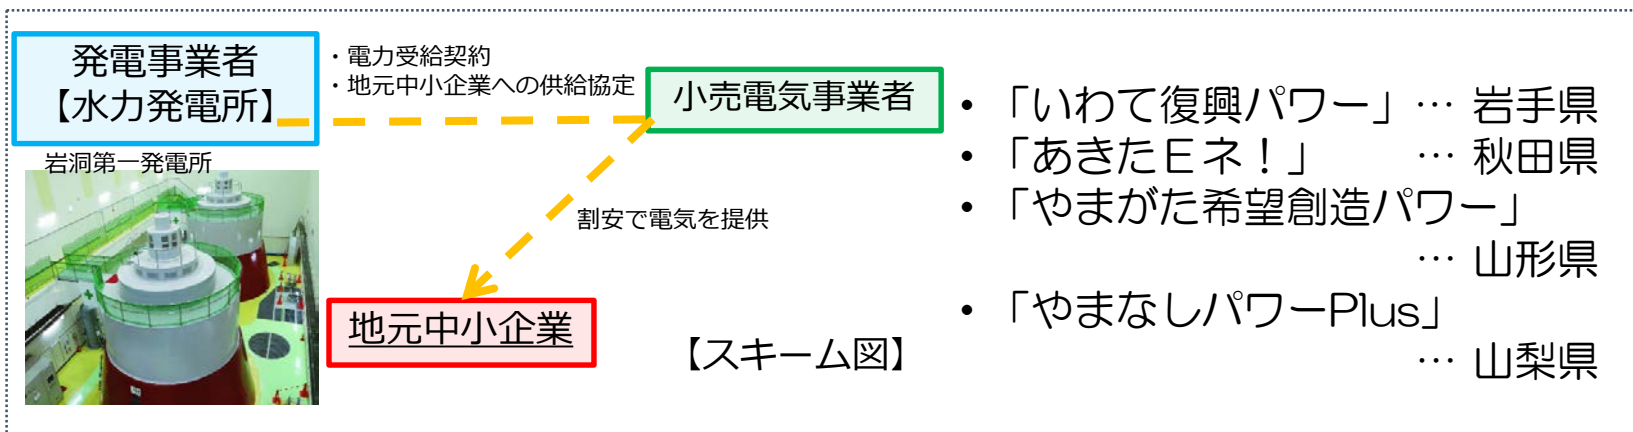 発電事業者
【水力発電所】
・電力受給契約
・地元中小企業への供給協定
小売電気事業者
岩洞第一発電所
割安で電気を提供
地元中小企業
【スキーム図】
• 「いわて復興パワー」… 岩手県
• 「あきたＥネ！」 … 秋田県
• 「やまがた希望創造パワー」
… 山形県
• 「やまなしパワーPlus」
… 山梨県